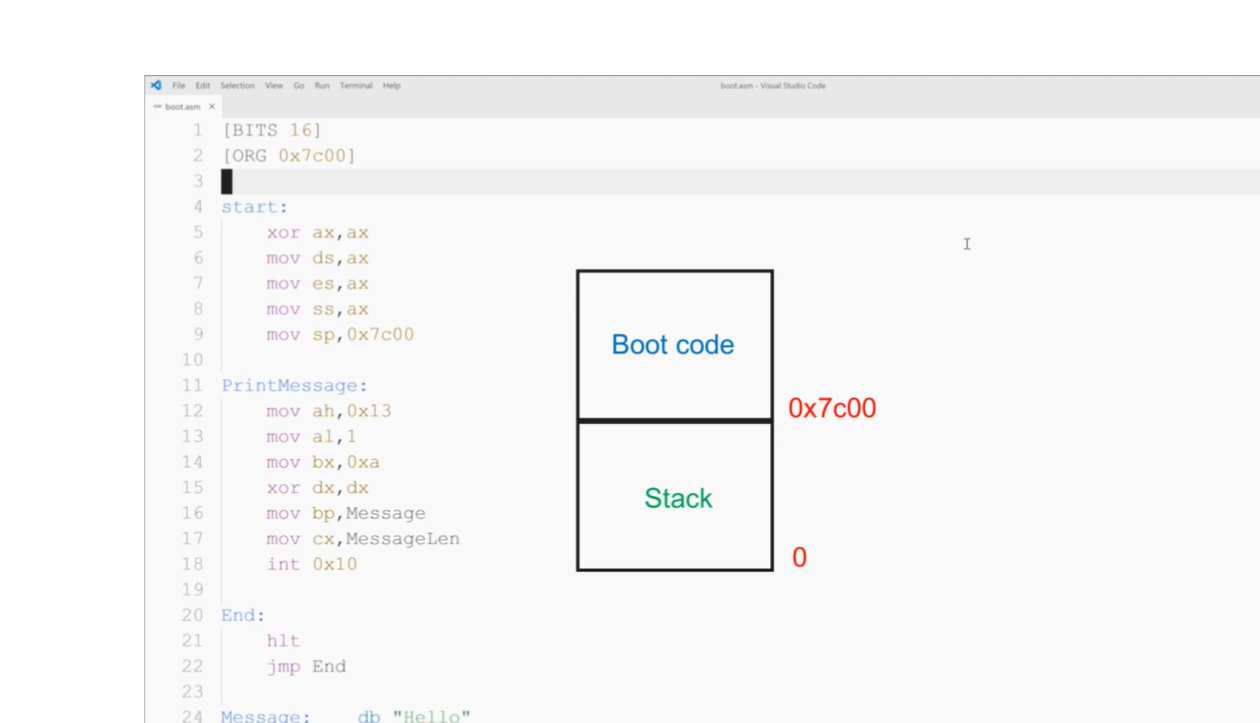 File Edit Selection View Go Run Terminal Help boot.asm - Visual Studio Code
boot.asm ×
1 [BITS 16]
2 [ORG 0x7c00]
3
4 start:
5 xor ax,ax
6 mov ds,ax
7 mov es,ax
8 mov ss,ax
9 mov sp,0x7c00
10
11 PrintMessage:
12 mov ah,0x13
13 mov al,1
14 mov bx,0xa
15 xor dx,dx
16 mov bp,Message
17 mov cx,MessageLen
18 int 0x10
19
20 End:
21 hlt
22 jmp End
23
24 Message: db "Hello"
Boot code
0x7c00
Stack
0